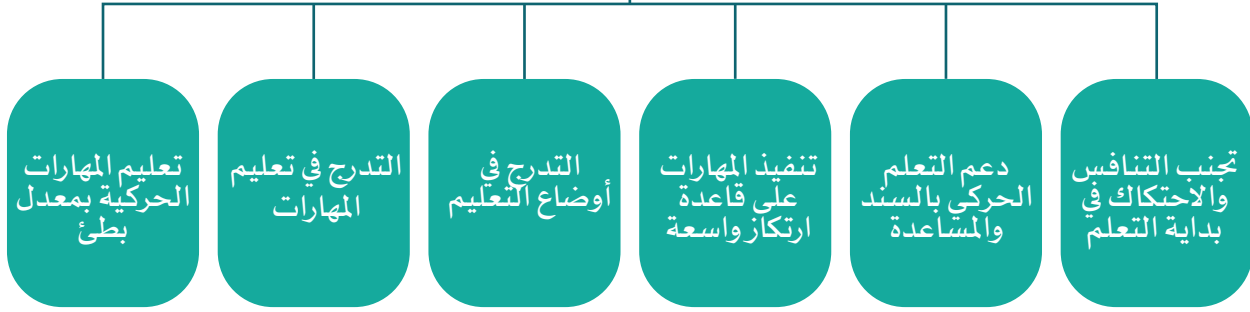 تجنب التنافس
والاحتكاك في
بداية التعلم
دعم التعلم
الحركي بالسند
والمساعدة
تنفيذ المهارات
على قاعدة
ارتكاز واسعة
التدرج في
أوضاع التعليم
التدرج في تعليم
المهارات
تعليم المهارات
الحركية بمعدل
بطئ